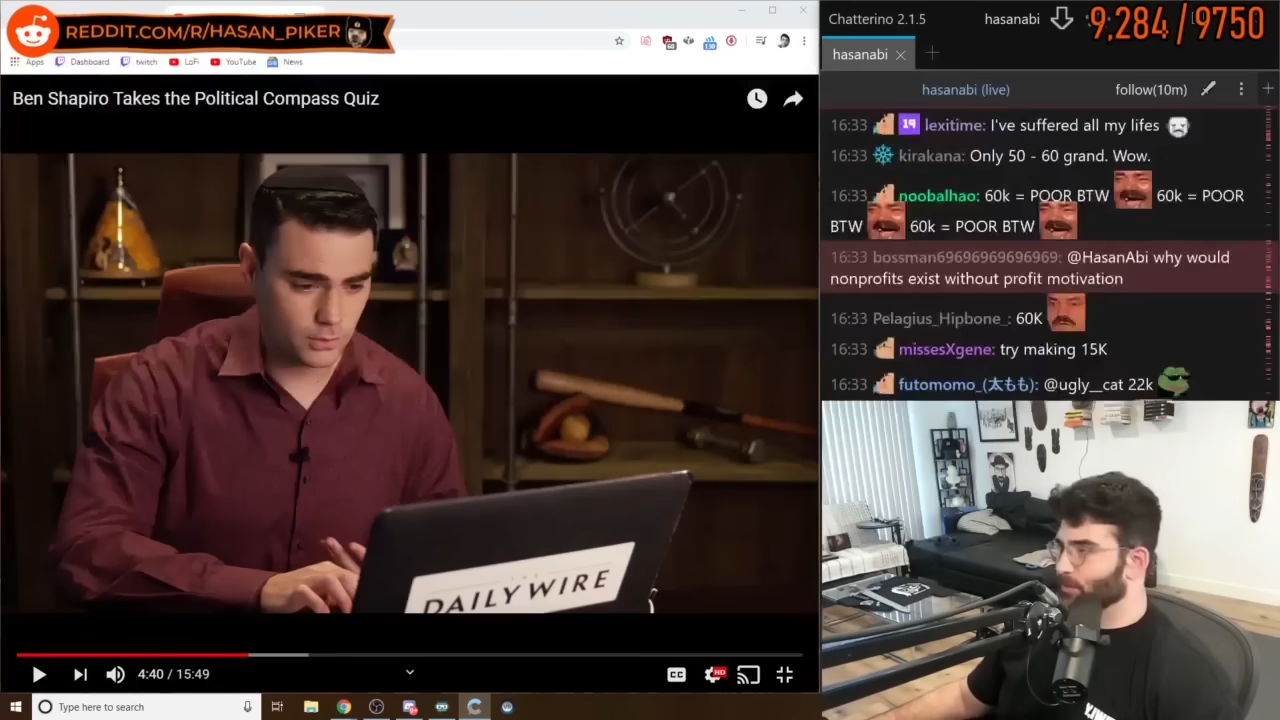 REDDIT.COM/R/HASAN_PIKER
Apps Dashboard twitch LoFi YouTube News
Ben Shapiro Takes the Political Compass Quiz
DAILYWIRE
4:40 / 15:49
CC
HD
Type here to search
Chatterino 2.1.5
hasanabi
9,284/9750
hasanabi
hasanabi (live)
follow(10m)
16:33 19 lexitime: I've suffered all my lifes
16:33 kirakana: Only 50 - 60 grand. Wow.
16:33 noobalhao: 60k = POOR BTW 60k = POOR
BTW 60k = POOR BTW
16:33 bossman69696969696969: @HasanAbi why would
nonprofits exist without profit motivation
16:33 Pelagius_Hipbone_: 60K
16:33 missesXgene: try making 15K
16:33 futomomo_(太もも): @ugly__cat 22k